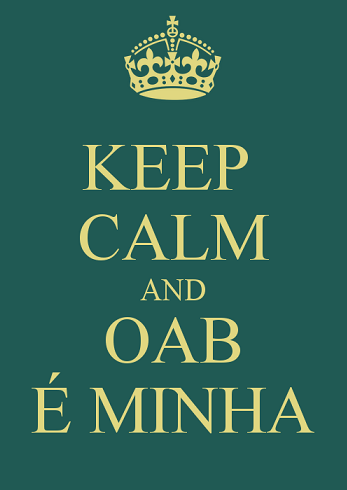 KEEP
CALM
AND
OAB
É MINHA